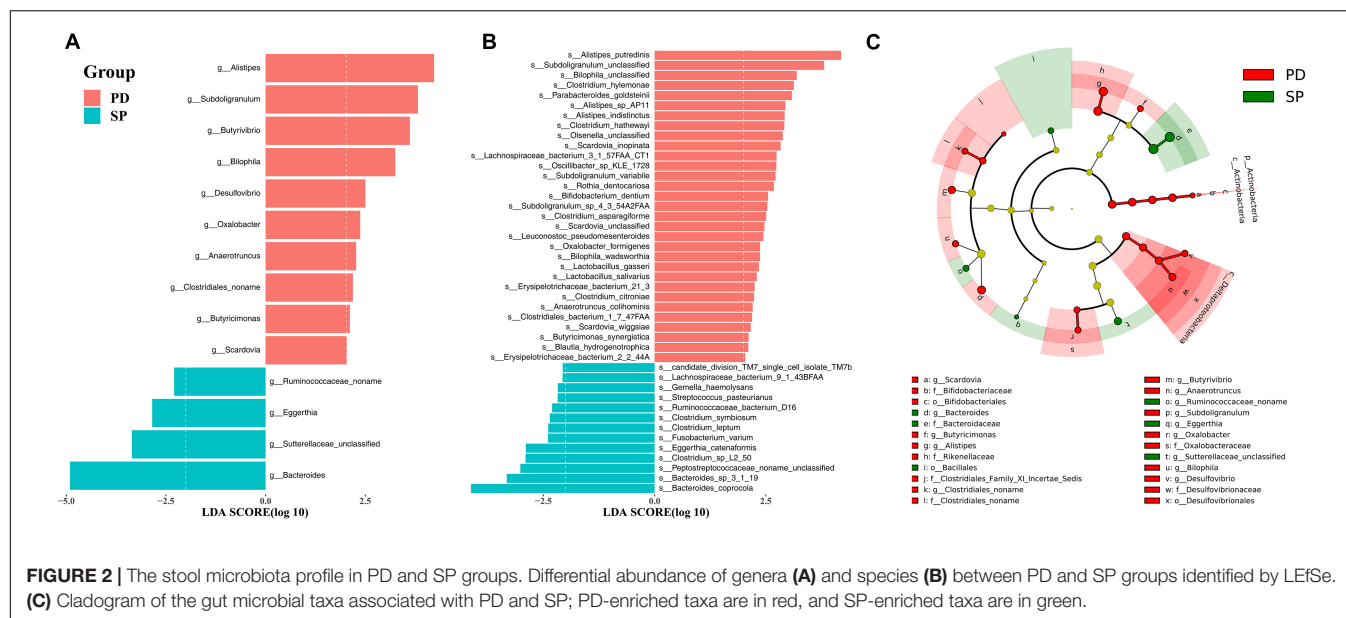 A
Group
PD
SP
g__Alistipes
g__Subdoligranulum
g__Butyrivibrio
g__Bilophila
g__Desulfovibrio
g__Oxalobacter
g__Anaerotruncus
g__Clostridiales_noname
g__Butyricimonas
g__Scardovia
g__Ruminococcaceae_noname
g__Eggerthia
g__Sutterellaceae_unclassified
g__Bacteroides
−5.0
−2.5
0.0
2.5
LDA SCORE(log 10)
B
s__Alistipes_putredinis
s__Subdoligranulum_unclassified
s__Bilophila_unclassified
s__Clostridium_hylemonae
s__Parabacteroides_goldsteinii
s__Alistipes_sp_AP11
s__Alistipes_indistinctus
s__Clostridium_hathewayi
s__Olsenella_unclassified
s__Scardovia_inopinata
s__Lachnospiraceae_bacterium_3_1_57FAA_CT1
s__Oscillibacter_sp_KLE_1728
s__Subdoligranulum_variabile
s__Rothia_dentocariosa
s__Bifidobacterium_dentium
s__Subdoligranulum_sp_4_3_54A2FAA
s__Clostridium_asparagiforme
s__Scardovia_unclassified
s__Leuconostoc_pseudomesenteroides
s__Oxalobacter_formigenes
s__Bilophila_wadsworthia
s__Lactobacillus_gasseri
s__Lactobacillus_salivarius
s__Erysipelotrichaceae_bacterium_21_3
s__Clostridium_citroniae
s__Anaerotruncus_colihominis
s__Clostridiales_bacterium_1_7_47FAA
s__Scardovia_wiggsiae
s__Butyricimonas_synergistica
s__Blautia_hydrogenotrophica
s__Erysipelotrichaceae_bacterium_2_2_44A
s__candidate_division_TM7_single_cell_isolate_TM7b
s__Lachnospiraceae_bacterium_9_1_43BFAA
s__Gemella_haemolysans
s__Streptococcus_pasteurianus
s__Ruminococcaceae_bacterium_D16
s__Clostridium_symbiosum
s__Clostridium_leptum
s__Fusobacterium_varium
s__Eggerthia_catenaformis
s__Clostridium_sp_L2_50
s__Peptostreptococcaceae_noname_unclassified
s__Bacteroides_sp_3_1_19
s__Bacteroides_coprocola
−2.5
0.0
2.5
LDA SCORE(log 10)
C
PD
SP
i
h
g
f
e
d
j
l
k
m
n
o
p
q
s
r
t
u
w
x
a
b
c
p__Actinobacteria
c__Actinobacteria
c__Deltaproteobacteria
a: g__Scardovia
b: f__Bifidobacteriaceae
c: o__Bifidobacteriales
d: g__Bacteroides
e: f__Bacteroidaceae
f: g__Butyricimonas
g: g__Alistipes
h: f__Rikenellaceae
i: o__Bacillales
j: f__Clostridiales_Family_XI_Incertae_Sedis
k: g__Clostridiales_noname
l: f__Clostridiales_noname
m: g__Butyrivibrio
n: g__Anaerotruncus
o: g__Ruminococcaceae_noname
p: g__Subdoligranulum
q: g__Eggerthia
r: g__Oxalobacter
s: f__Oxalobacteraceae
t: g__Sutterellaceae_unclassified
u: g__Bilophila
v: g__Desulfovibrio
w: f__Desulfovibrionaceae
x: o__Desulfovibrionales
FIGURE 2 | The stool microbiota profile in PD and SP groups. Differential abundance of genera (A) and species (B) between PD and SP groups identified by LEfSe.
(C) Cladogram of the gut microbial taxa associated with PD and SP; PD-enriched taxa are in red, and SP-enriched taxa are in green.